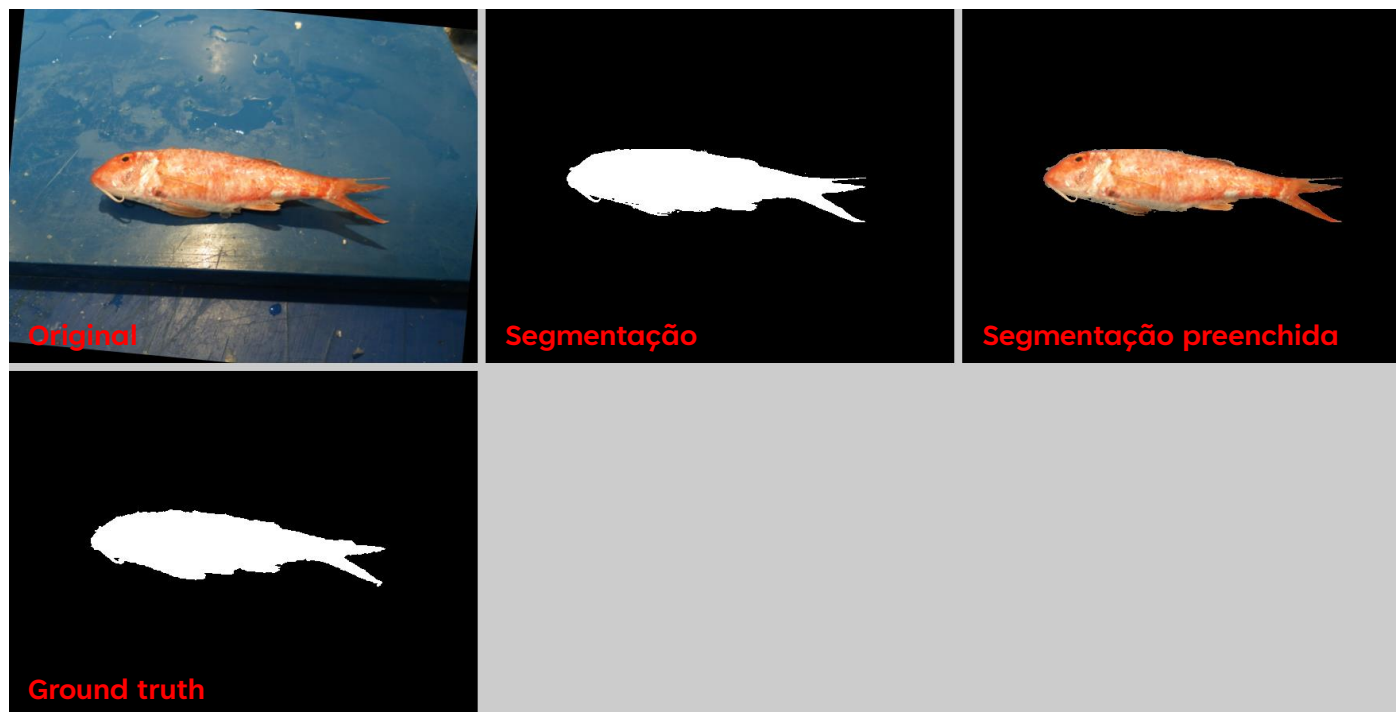 Original
Segmentação
Segmentação preenchida
Ground truth